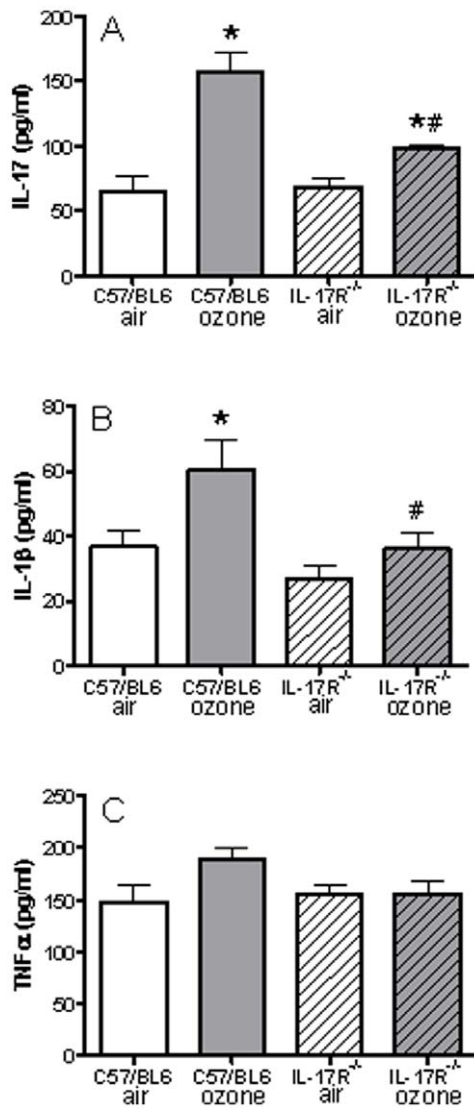 A
IL-17 (pg/ml)
200
150
100
50
0
*
*#
C57/BL6 C57/BL6 IL-17R-/- IL-17R-/-
air ozone air ozone
B
IL-1β (pg/ml)
80
60
40
20
0
*
#
C57/BL6 C57/BL6 IL-17R-/- IL-17R-/-
air ozone air ozone
C
TNFα (pg/ml)
250
200
150
100
50
0
C57/BL6 C57/BL6 IL-17R-/- IL-17R-/-
air ozone air ozone